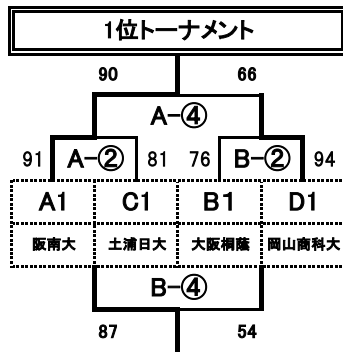 1位トーナメント
90 66
A-④
91 A-② 81 76 B-② 94
A1 C1 B1 D1
阪南大 土浦日大 大阪桐蔭 岡山商科大
B-④
87 54